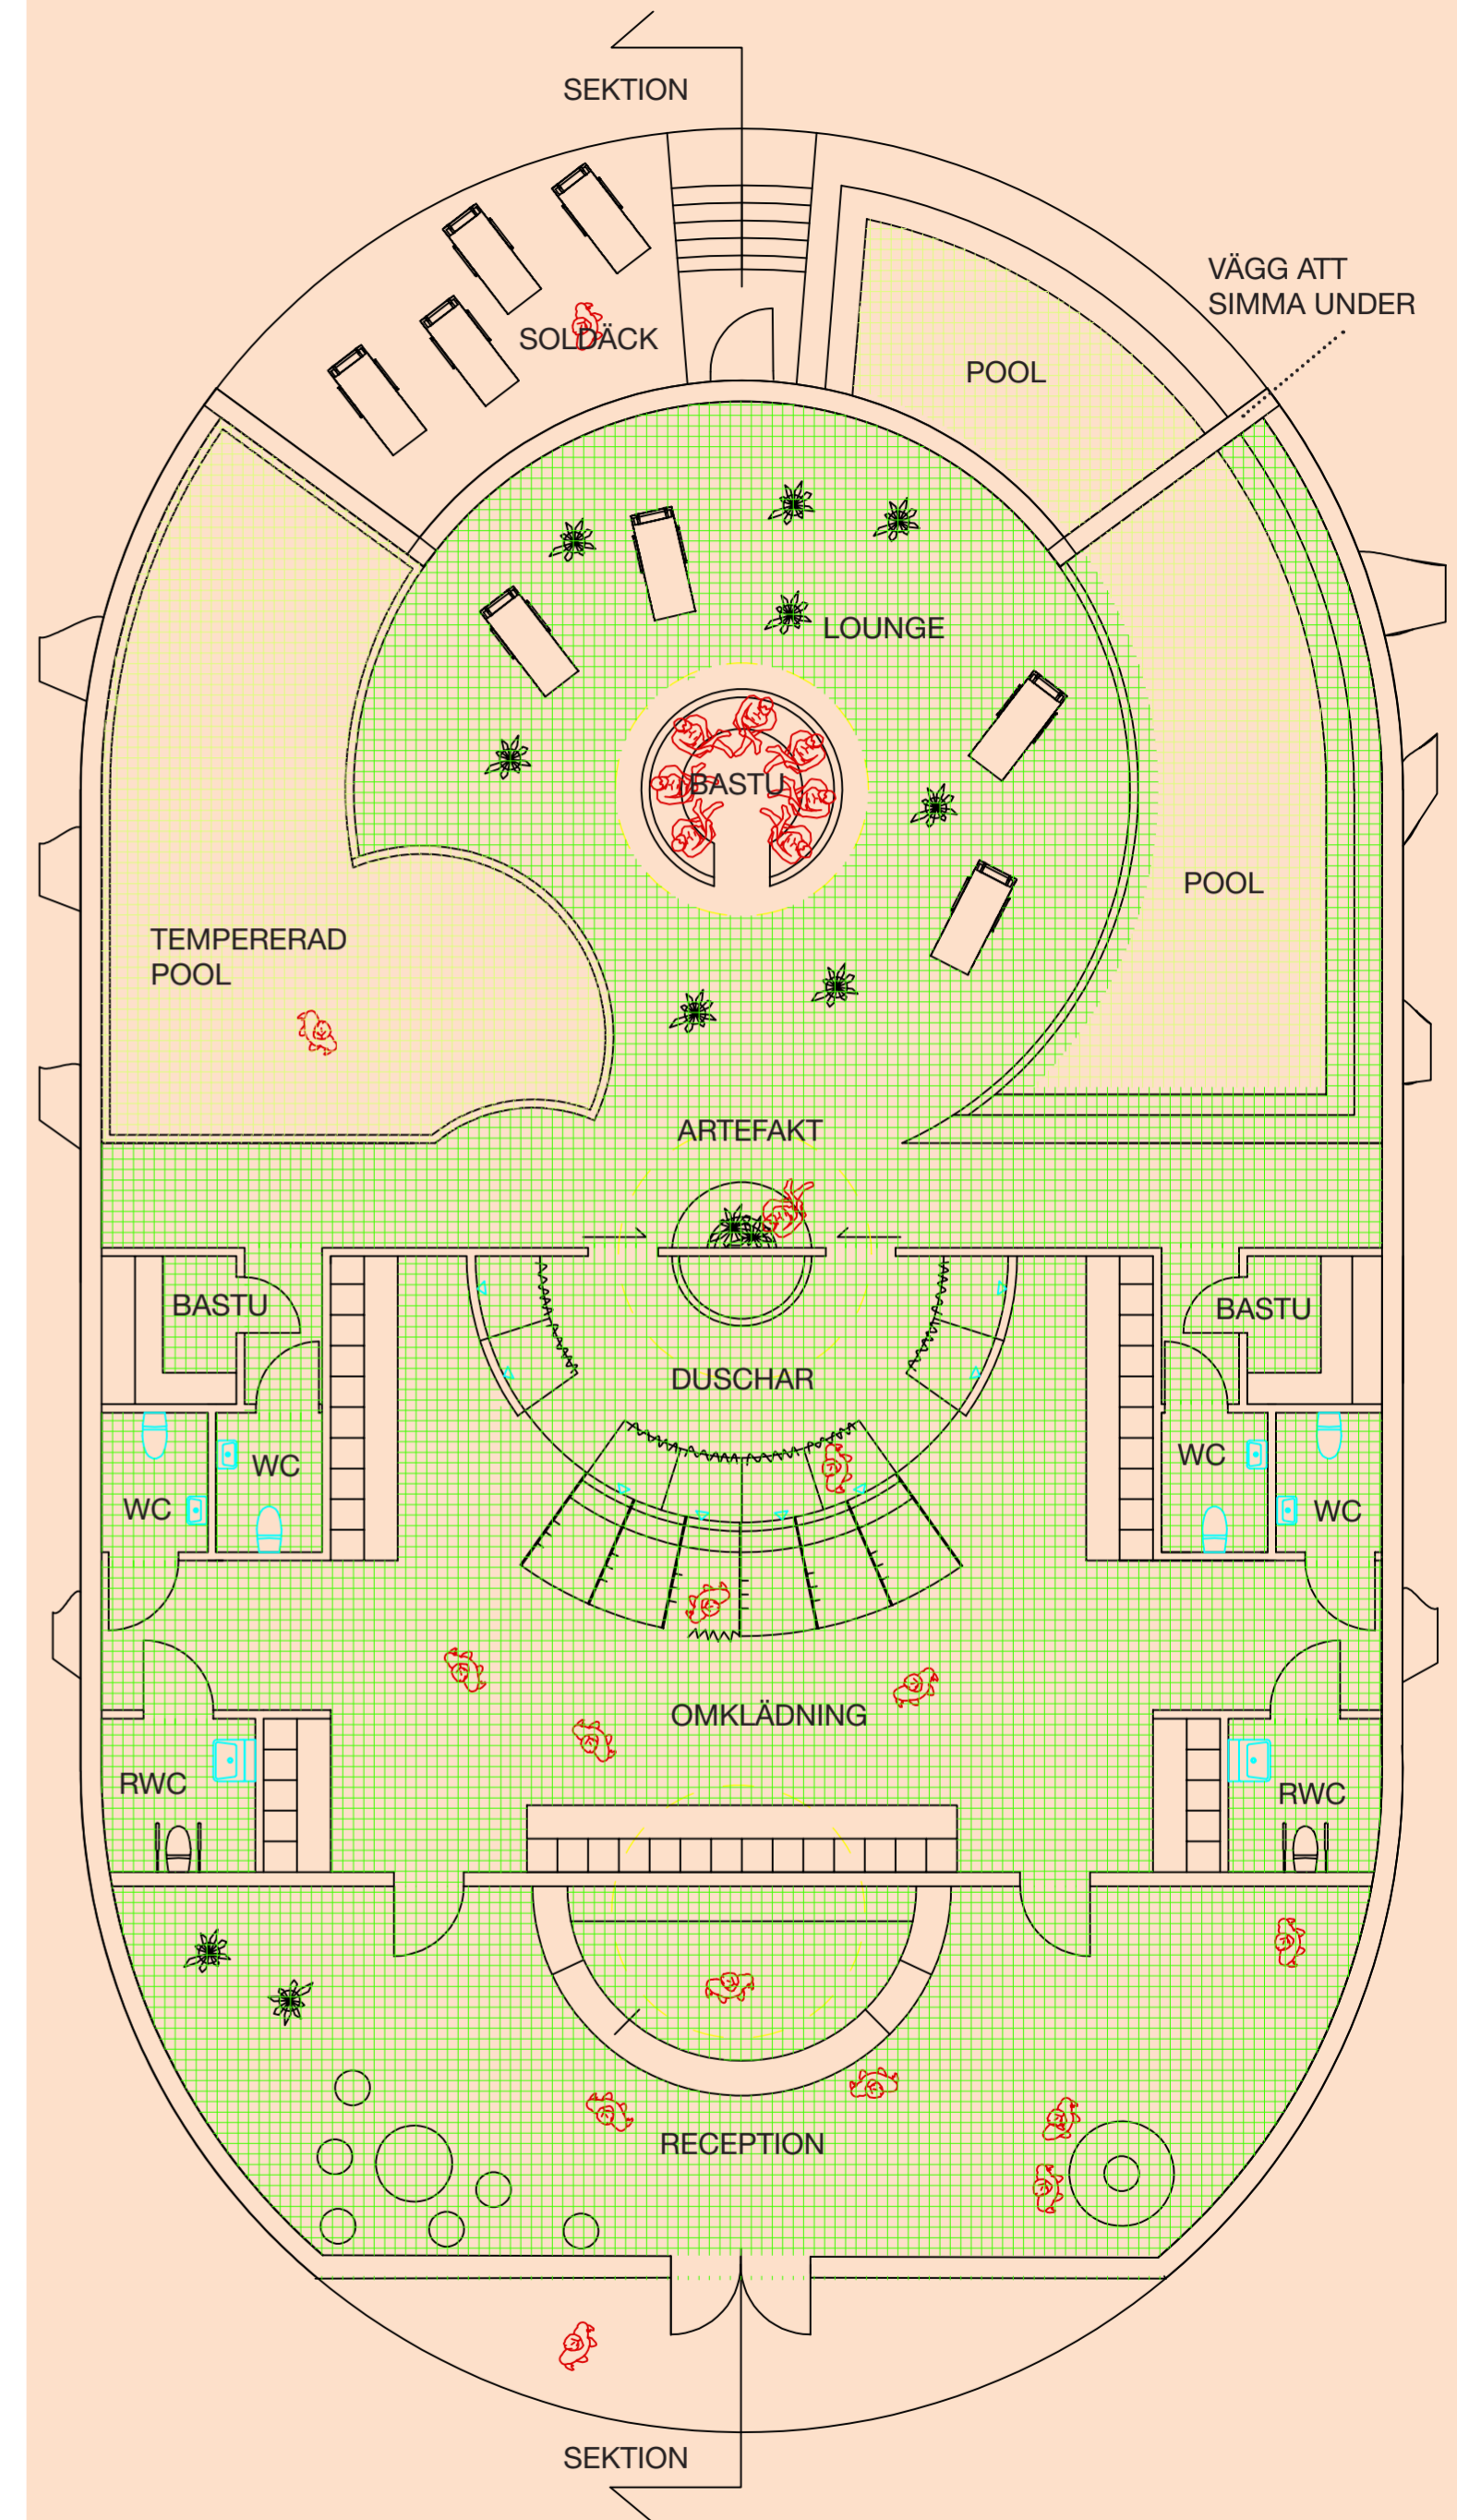 SEKTION
VÄGG ATT
SIMMA UNDER
SOLDÄCK
POOL
LOUNGE
BASTU
POOL
TEMPERERAD
POOL
ARTEFAKT
BASTU
BASTU
DUSCHAR
WC
WC
WC
WC
OMKLÄDNING
RWC
RWC
RECEPTION
SEKTION